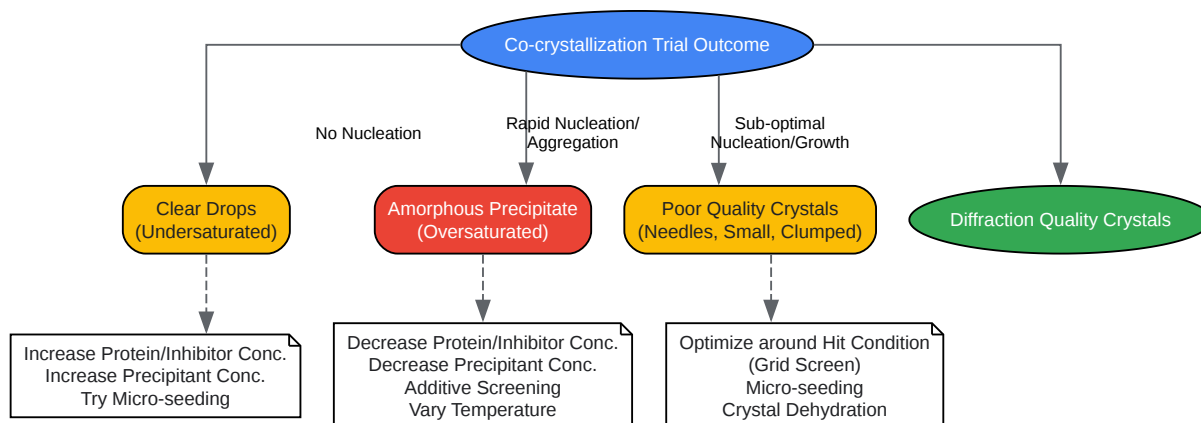 Co-crystallization Trial Outcome
No Nucleation
Rapid Nucleation/
Aggregation
Sub-optimal
Nucleation/Growth
Clear Drops
(Undersaturated)
Amorphous Precipitate
(Oversaturated)
Poor Quality Crystals
(Needles, Small, Clumped)
Diffraction Quality Crystals
Increase Protein/Inhibitor Conc.
Increase Precipitant Conc.
Try Micro-seeding
Decrease Protein/Inhibitor Conc.
Decrease Precipitant Conc.
Additive Screening
Vary Temperature
Optimize around Hit Condition
(Grid Screen)
Micro-seeding
Crystal Dehydration